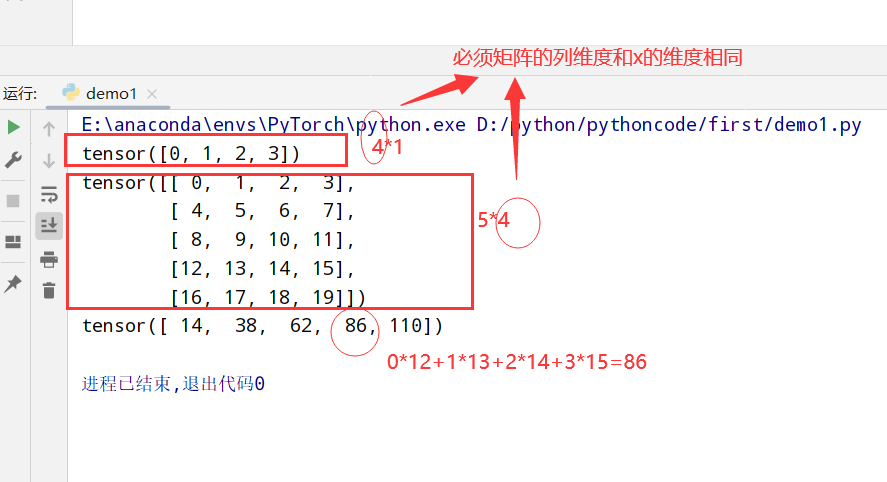 必须矩阵的列维度和x的维度相同
运行: demo1
E:\anaconda\envs\PyTorch\python.exe D:/python/pythoncode/first/demo1.py
4*1
tensor([0, 1, 2, 3])
tensor([[ 0,  1,  2,  3],
[ 4,  5,  6,  7],
5*4
[ 8,  9, 10, 11],
[12, 13, 14, 15],
[16, 17, 18, 19]])
tensor([ 14,  38,  62,  86, 110])
0*12+1*13+2*14+3*15=86
进程已结束,退出代码0